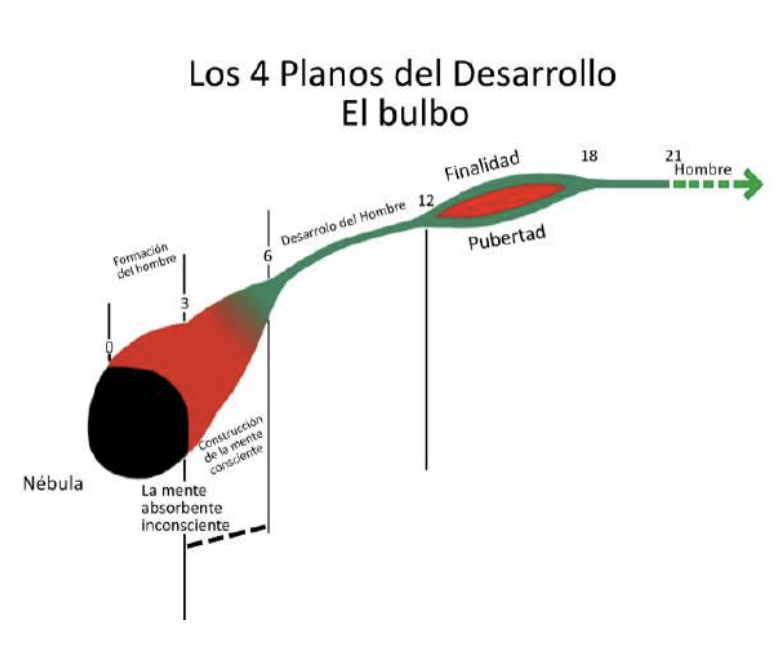 Los 4 Planos del Desarrollo
El bulbo
Finalidad
18
21
Hombre
12
Desarrolo del Hombre
Pubertad
6
Formación
del hombre
3
0
Construcción
de la mente
consciente
Nébula
La mente
absorbente
inconsciente